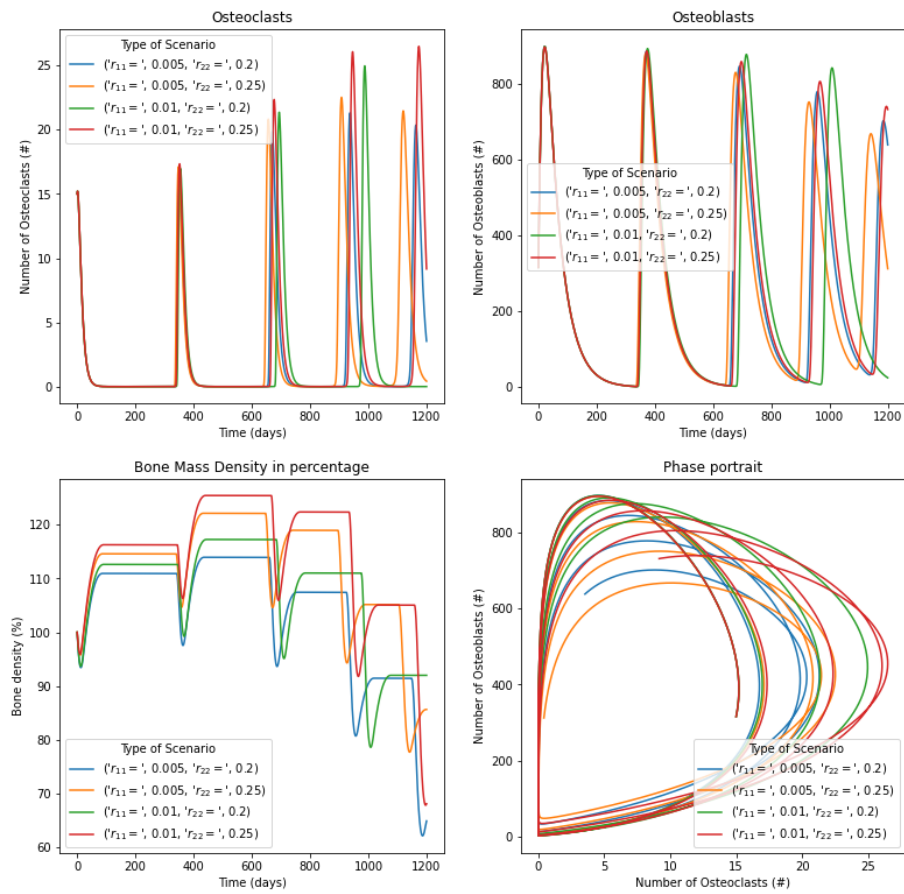 Osteoclasts
Number of Osteoclasts (#)
25
20
15
10
5
0
Type of Scenario
('r₁₁=', 0.005, 'r₂₂=', 0.2)
('r₁₁=', 0.005, 'r₂₂=', 0.25)
('r₁₁=', 0.01, 'r₂₂=', 0.2)
('r₁₁=', 0.01, 'r₂₂=', 0.25)
0 200 400 600 800 1000 1200
Time (days)
Osteoblasts
Number of Osteoblasts (#)
800
600
400
200
0
Type of Scenario
('r₁₁=', 0.005, 'r₂₂=', 0.2)
('r₁₁=', 0.005, 'r₂₂=', 0.25)
('r₁₁=', 0.01, 'r₂₂=', 0.2)
('r₁₁=', 0.01, 'r₂₂=', 0.25)
0 200 400 600 800 1000 1200
Time (days)
Bone Mass Density in percentage
Bone density (%)
120
110
100
90
80
70
60
Type of Scenario
('r₁₁=', 0.005, 'r₂₂=', 0.2)
('r₁₁=', 0.005, 'r₂₂=', 0.25)
('r₁₁=', 0.01, 'r₂₂=', 0.2)
('r₁₁=', 0.01, 'r₂₂=', 0.25)
0 200 400 600 800 1000 1200
Time (days)
Phase portrait
Number of Osteoblasts (#)
800
600
400
200
0
Type of Scenario
('r₁₁=', 0.005, 'r₂₂=', 0.2)
('r₁₁=', 0.005, 'r₂₂=', 0.25)
('r₁₁=', 0.01, 'r₂₂=', 0.2)
('r₁₁=', 0.01, 'r₂₂=', 0.25)
0 5 10 15 20 25
Number of Osteoclasts (#)